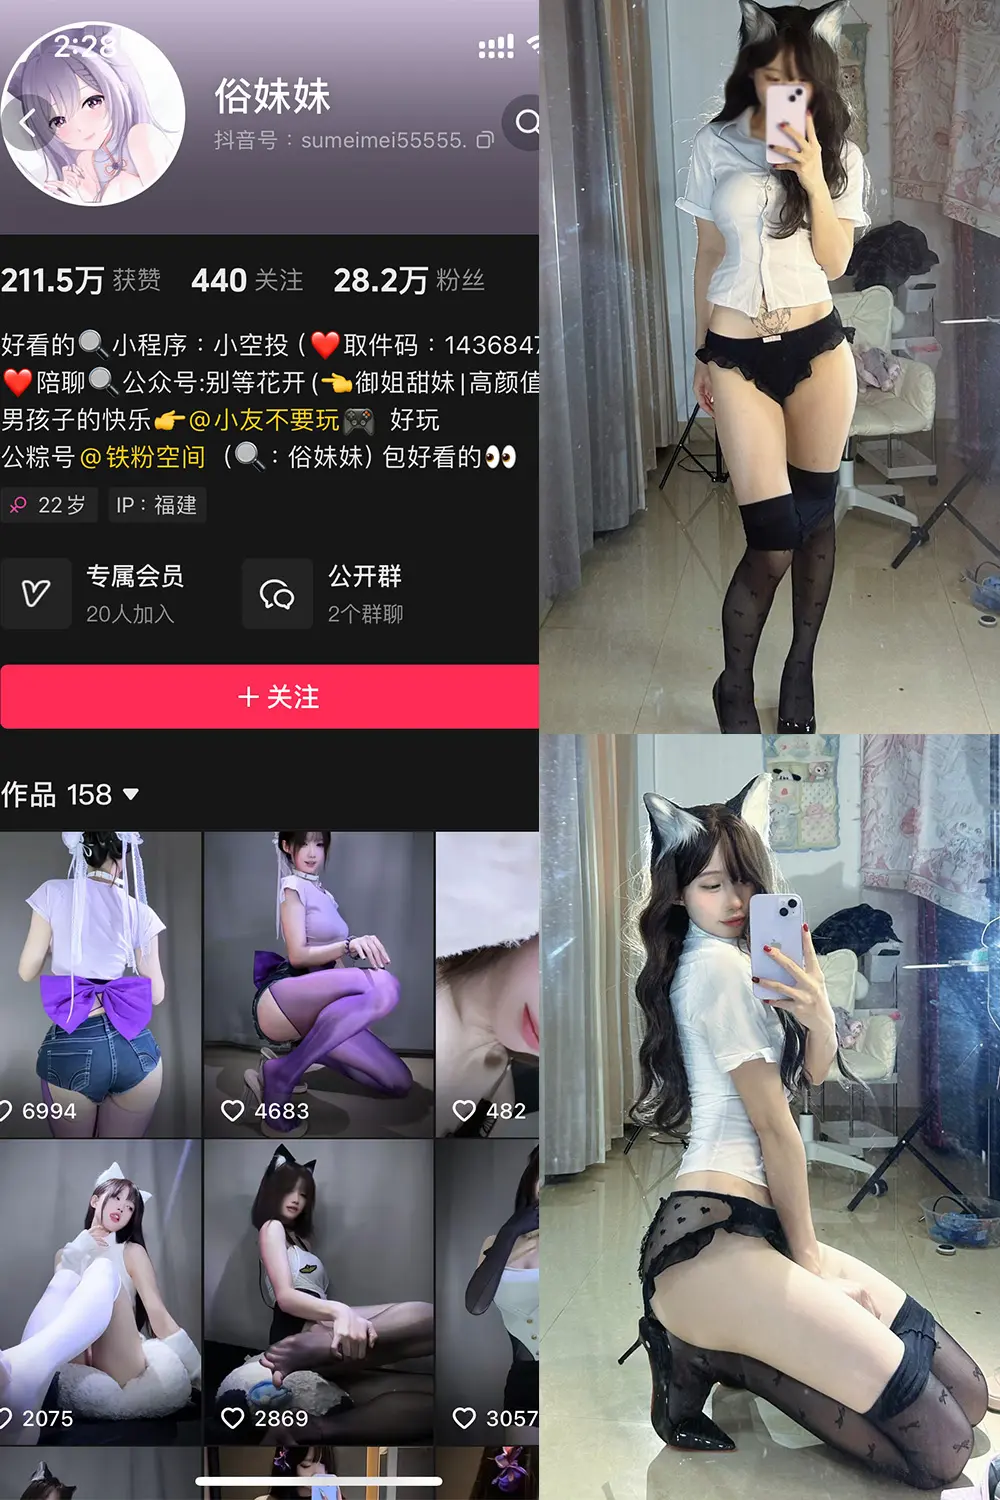 2:28
俗妹妹
抖音号：sumeimei55555.
211.5万 获赞 440 关注 28.2万 粉丝
好看的🔍小程序：小空投 (❤️取件码：1436847
❤️陪聊🔍公众号:别等花开 (👈御姐甜妹|高颜值
男孩子的快乐👉@小友不要玩🎮 好玩
公粽号 @铁粉空间 (🔍：俗妹妹) 包好看的👀
22岁 IP：福建
专属会员 公开群
20人加入 2个群聊
+ 关注
作品 158
6994 4683 482
2075 2869 3057